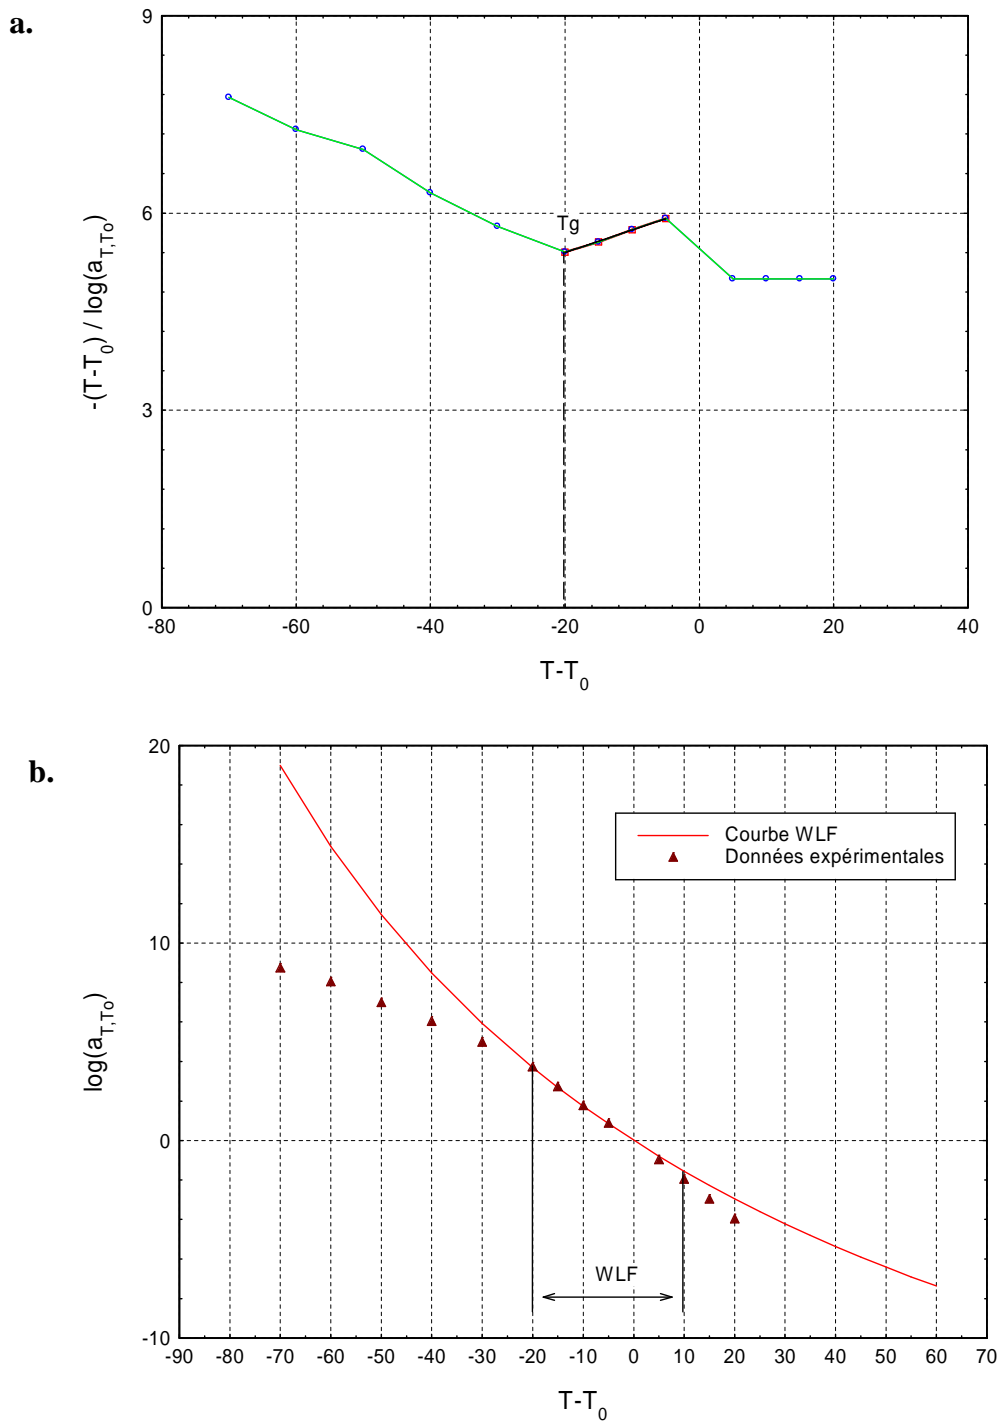 a.
9
6
3
0
Tg
-80 -60 -40 -20 0 20 40
-(T-T0) / log(aT,To)
T-T0
b.
20
10
0
-10
Courbe WLF
Données expérimentales
WLF
-90 -80 -70 -60 -50 -40 -30 -20 -10 0 10 20 30 40 50 60 70
log(aT,To)
T-T0